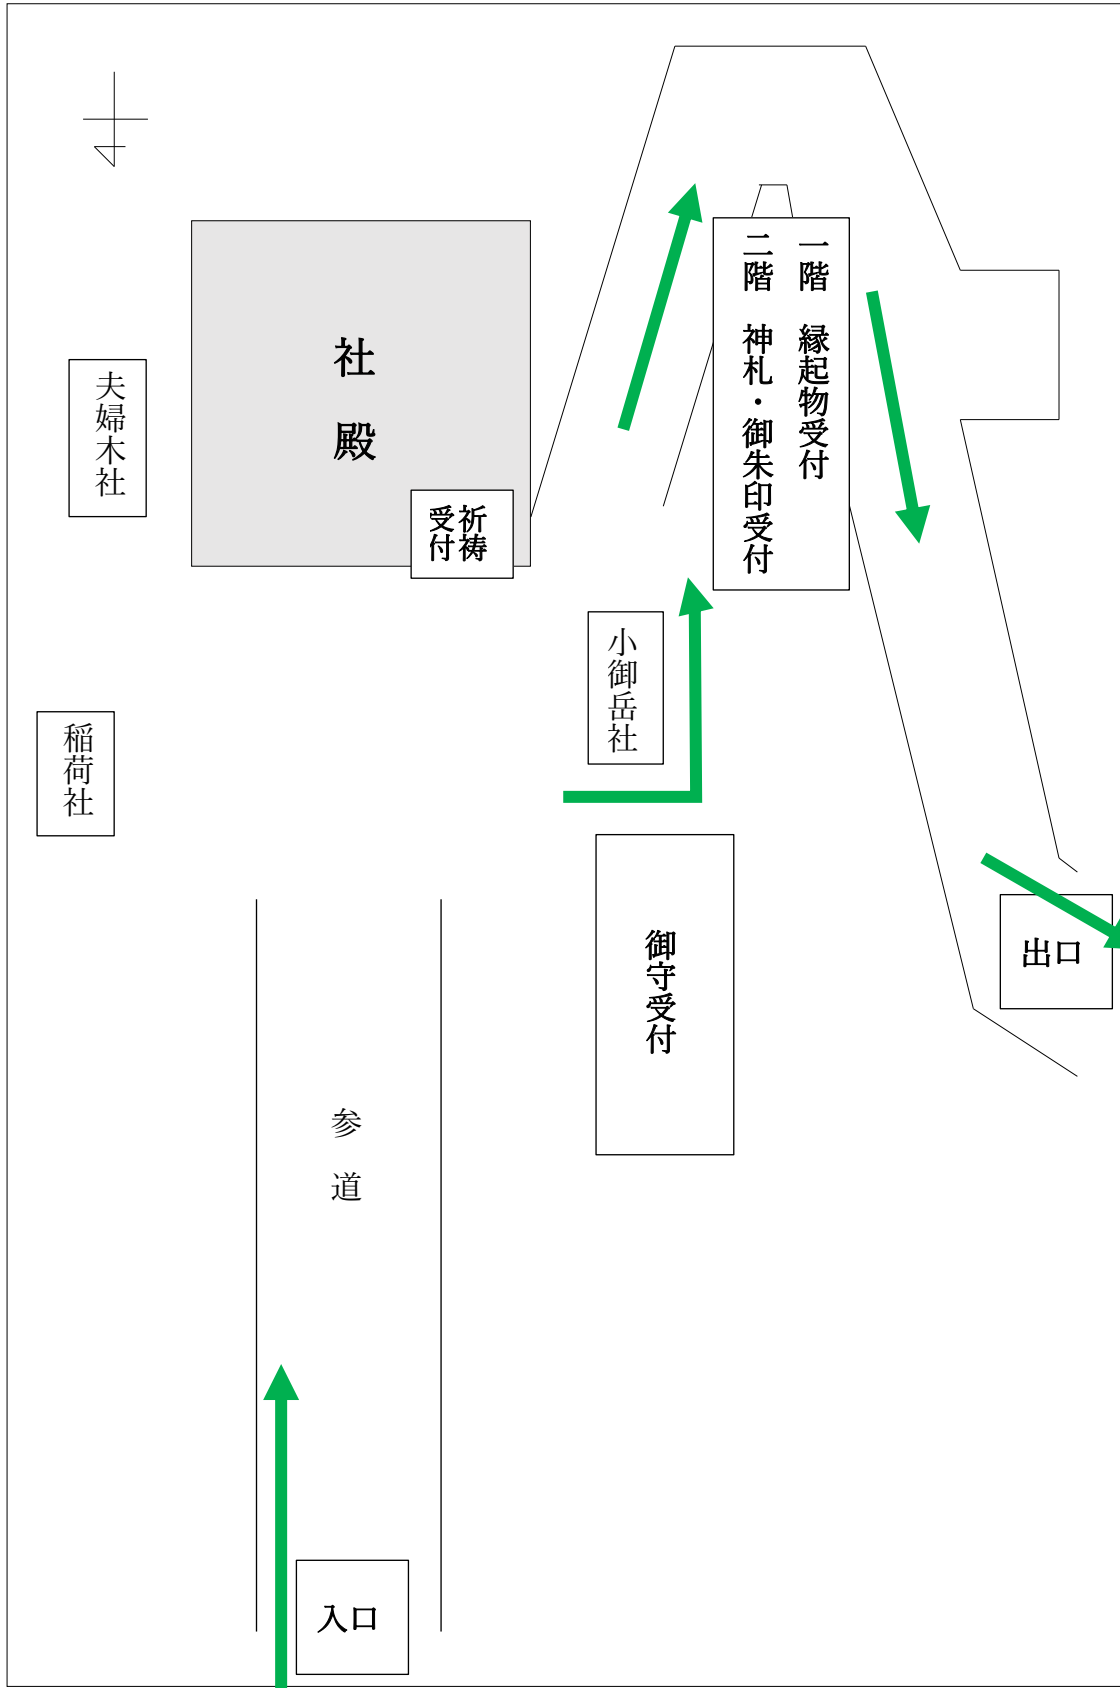 一階　縁起物受付
二階　神札・御朱印受付
社殿
夫婦木社
祈祷
受付
小御岳社
稲荷社
御守受付
出口
参道
入口